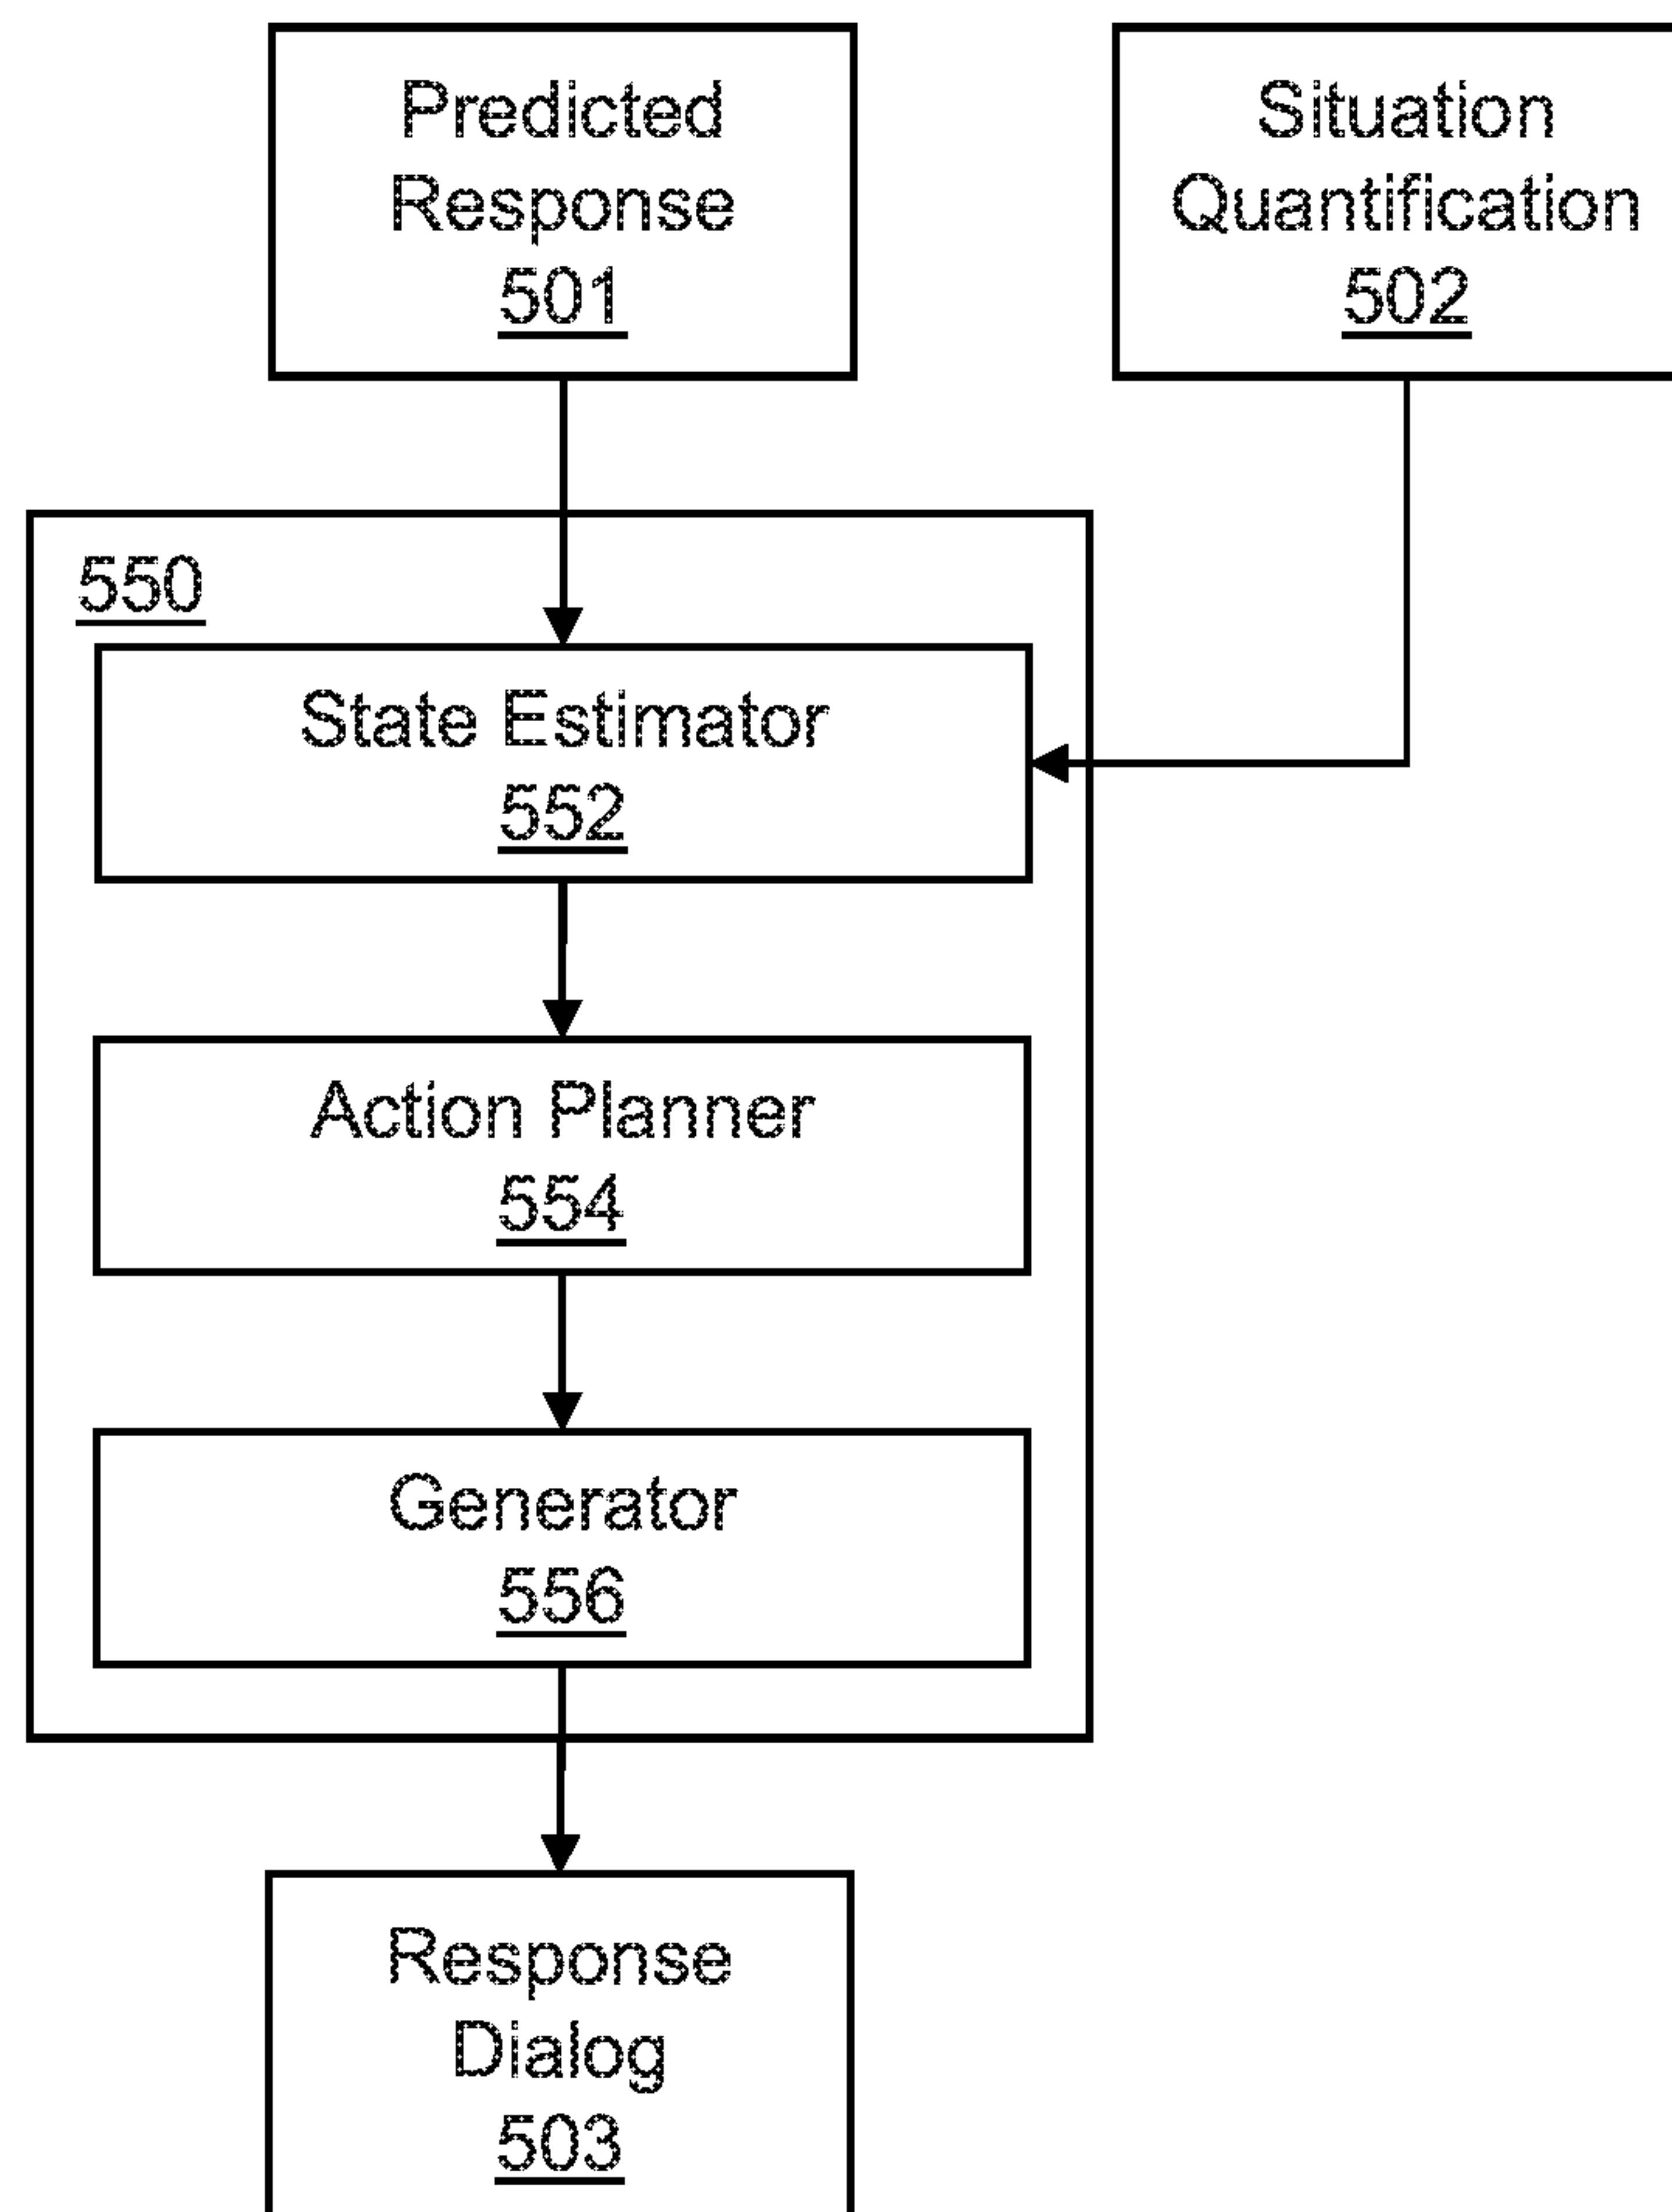 Predicted
Response
501
Situation
Quantification
502
550
State Estimator
552
Action Planner
554
Generator
556
Response
Dialog
503